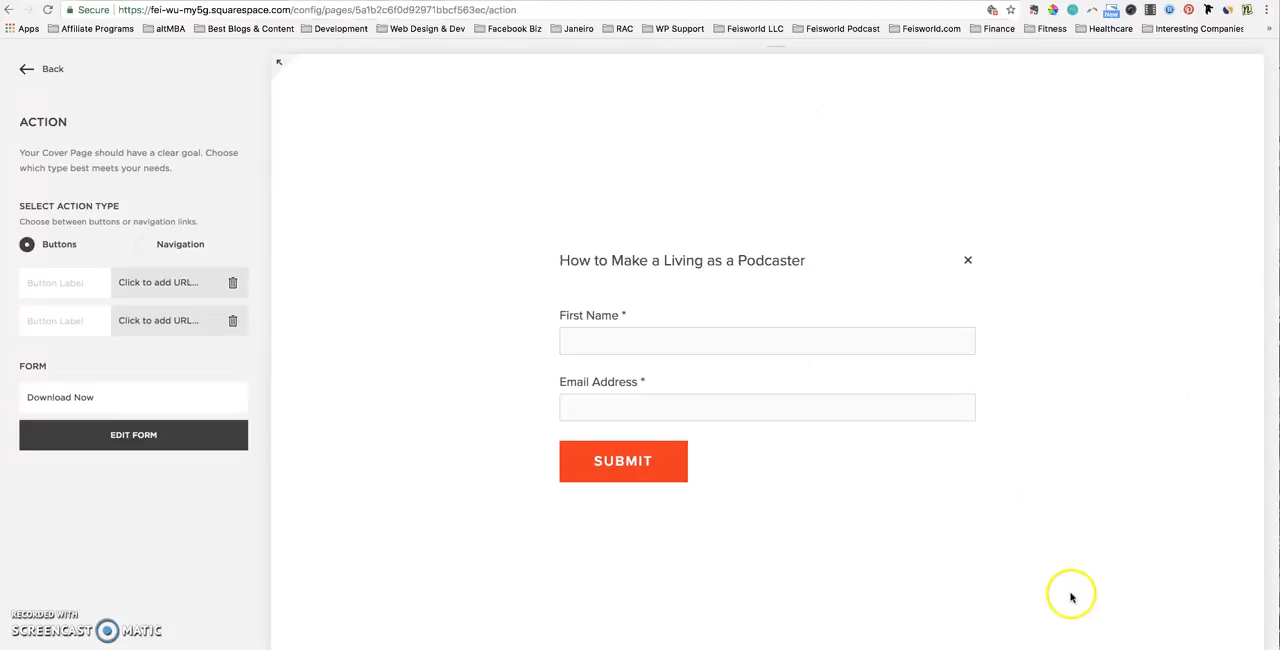 Secure
https://fei-wu-my5g.squarespace.com/config/pages/5a1b2c6f0d92971bbcf563ec/action
New
Apps
Affiliate Programs
altMBA
Best Blogs & Content
Development
Web Design & Dev
Facebook Biz
Janeiro
RAC
WP Support
Feisworld LLC
Feisworld Podcast
Feisworld.com
Finance
Fitness
Healthcare
Interesting Companies
»
Back
ACTION
Your Cover Page should have a clear goal. Choose
which type best meets your needs.
SELECT ACTION TYPE
Choose between buttons or navigation links.
Buttons
Navigation
Button Label
Click to add URL...
Button Label
Click to add URL...
FORM
Download Now
EDIT FORM
How to Make a Living as a Podcaster
First Name *
Email Address *
SUBMIT
RECORDED WITH
SCREENCAST MATIC